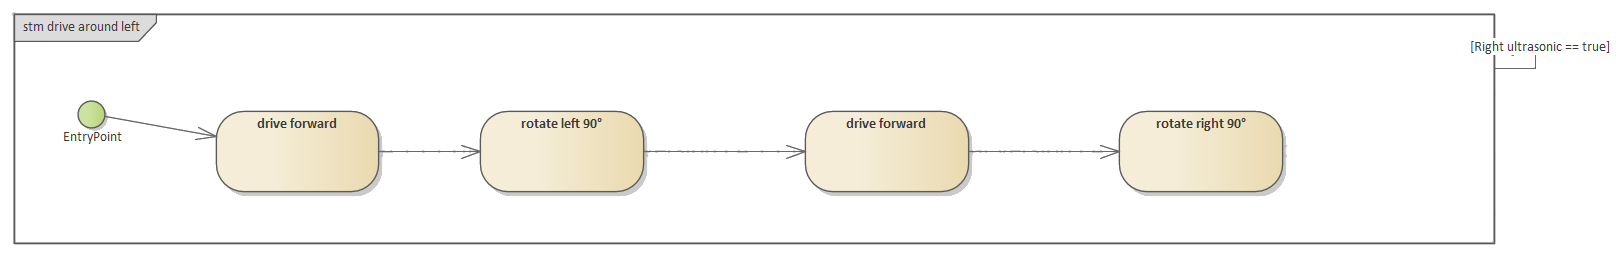 stm drive around left
[Right ultrasonic == true]
EntryPoint
drive forward
rotate left 90°
drive forward
rotate right 90°